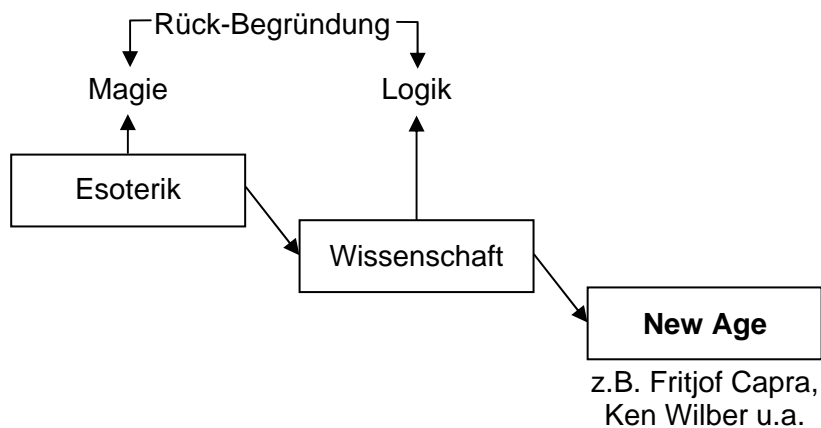 Rück-Begründung
Magie
Logik
Esoterik
Wissenschaft
New Age
z.B. Fritjof Capra,
Ken Wilber u.a.